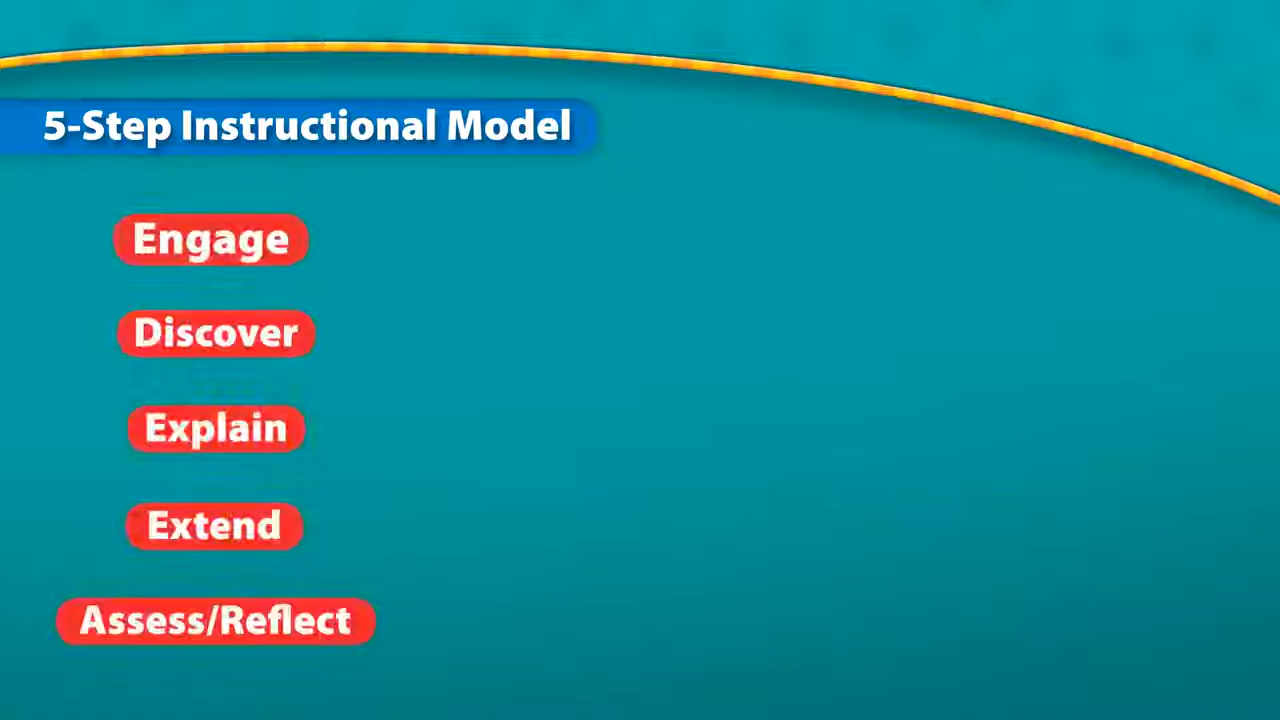 5-Step Instructional Model
Engage
Discover
Explain
Extend
Assess/Reflect